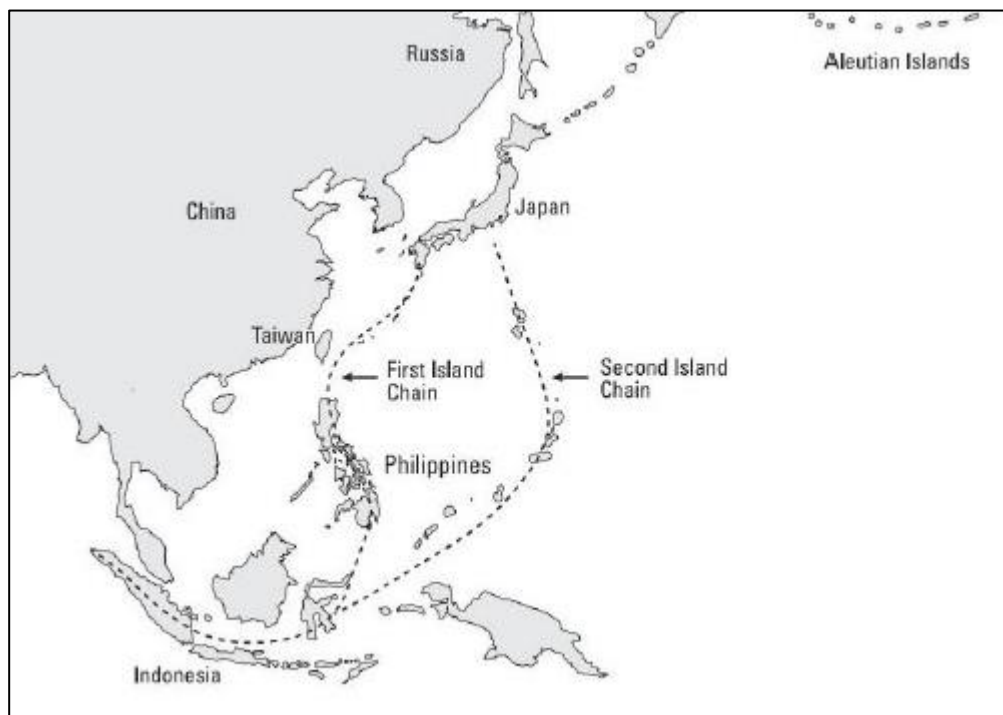 Russia
Aleutian Islands
China
Japan
Taiwan
First Island
Chain
Second Island
Chain
Philippines
Indonesia